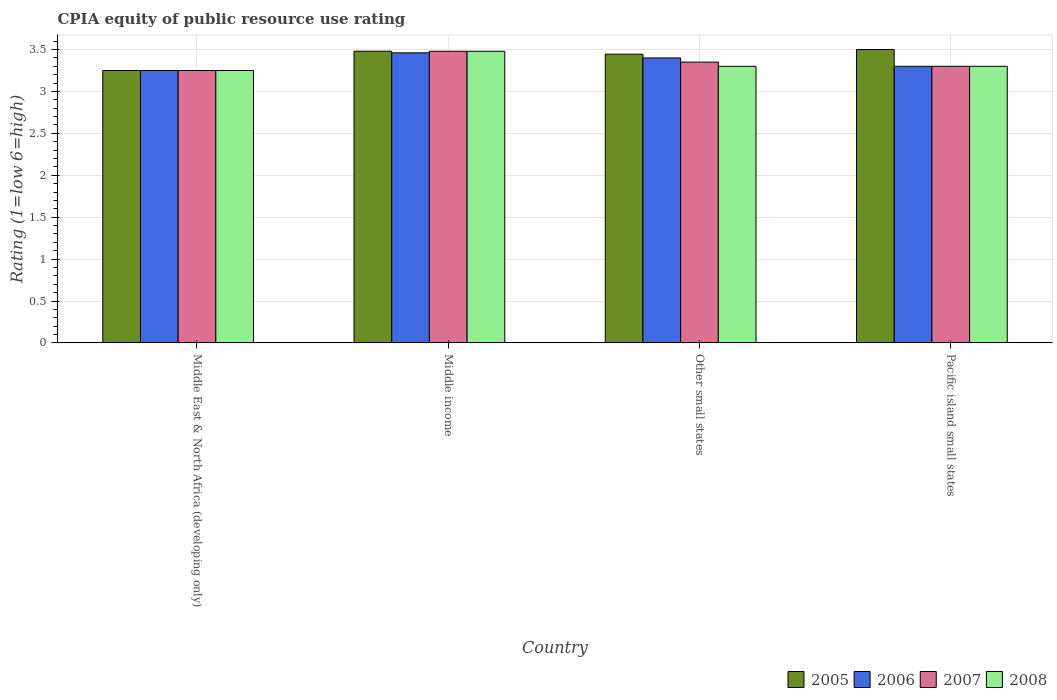 CPIA equity of public resource use rating
Rating (1=low 6=high)
3.5
3
2.5
2
1.5
1
0.5
0
Middle East & North Africa (developing only)
Middle income
Other small states
Pacific island small states
Country
2005
2006
2007
2008